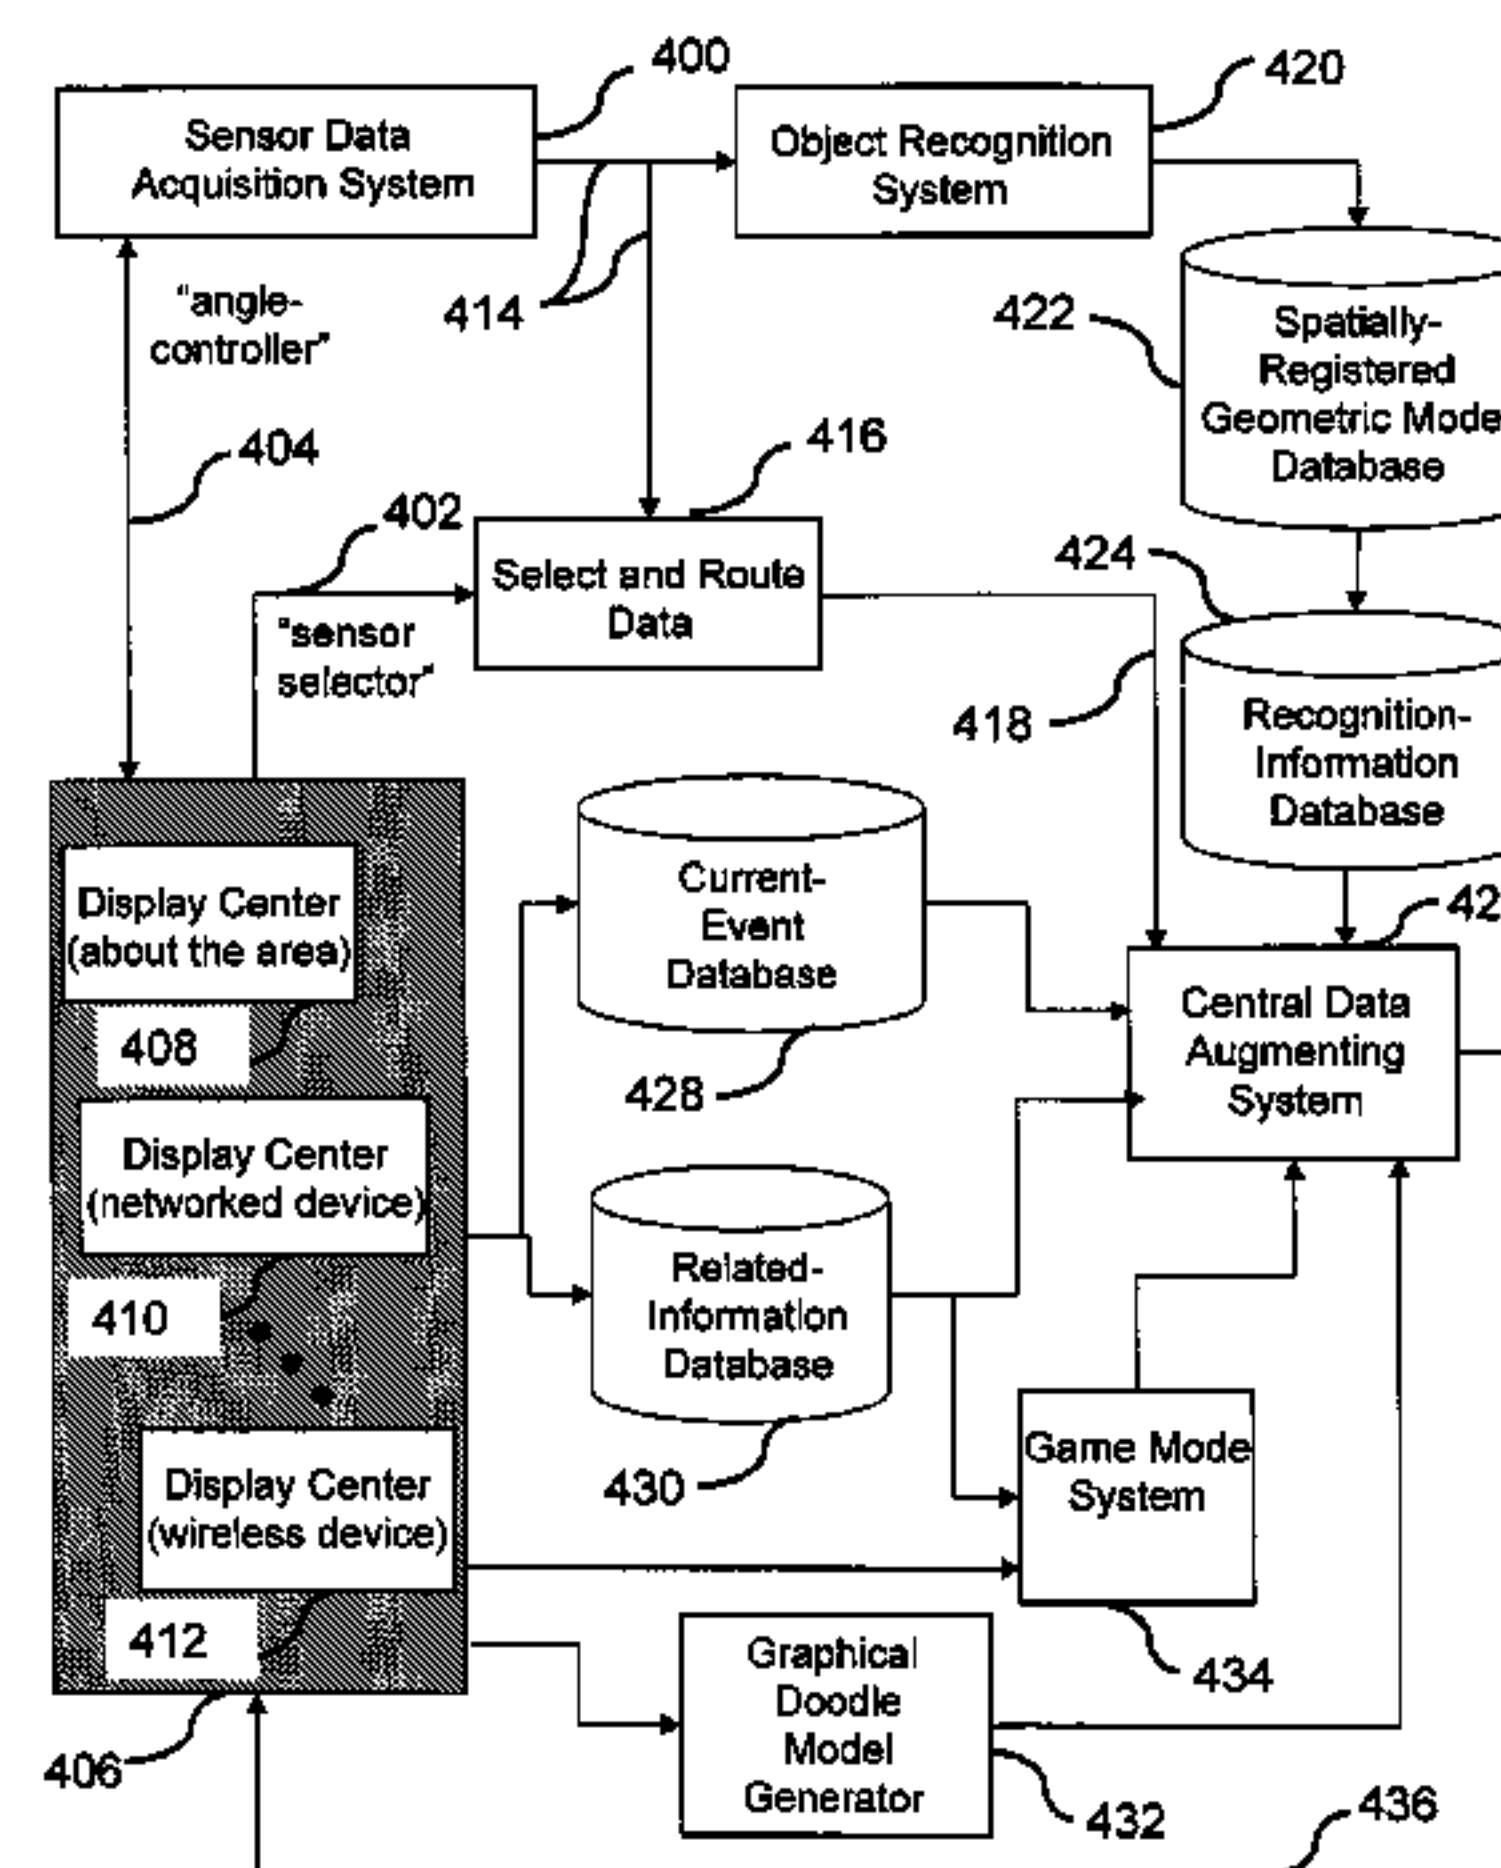 400
420
Sensor Data
Acquisition System
Object Recognition
System
"angle-
controller"
414
422
Spatially-
Registered
Geometric Mode
Database
404
416
402
424
Select and Route
Data
"sensor
selector"
418
Recognition-
Information
Database
Display Center
(about the area)
408
Current-
Event
Database
428
42
Central Data
Augmenting
System
Display Center
(networked device)
410
Related-
Information
Database
430
Game Mode
System
434
Display Center
(wireless device)
412
406
Graphical
Doodle
Model
Generator
432
436